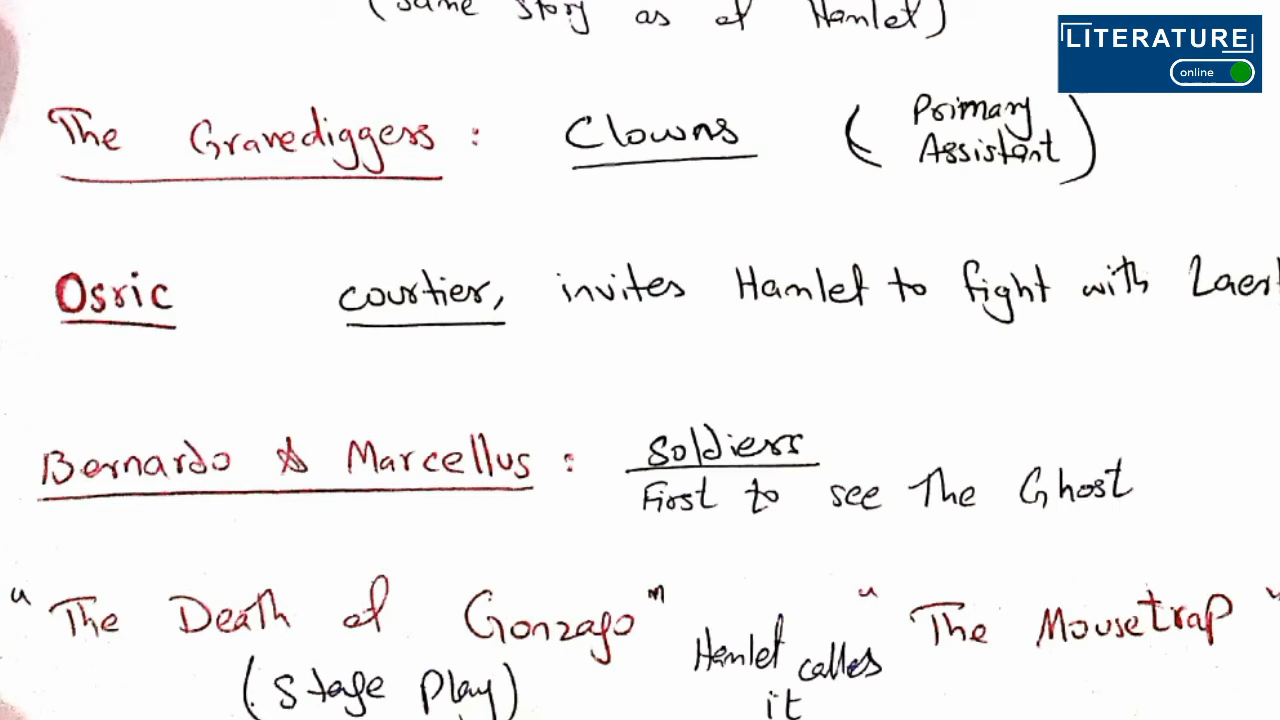 (Same Story as of Hamlet)
LITERATURE
online
The Gravediggers : Clowns (Primary Assistant)
Osric courtier, invites Hamlet to fight with Laert
Bernardo & Marcellus : Soldiers
First to see The Ghost
"The Death of Gonzago" Hamlet calles it "The Mousetrap"
(Stage Play)